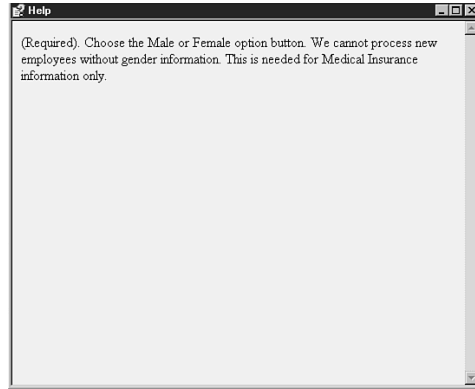 Help
(Required). Choose the Male or Female option button. We cannot process new
employees without gender information. This is needed for Medical Insurance
information only.